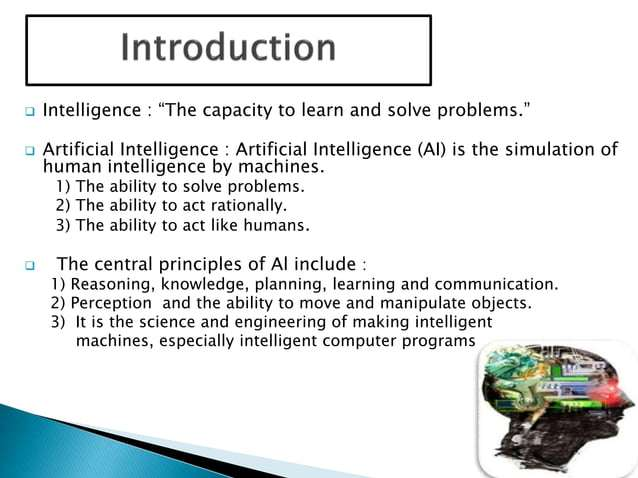 Introduction
Intelligence : “The capacity to learn and solve problems.”
Artificial Intelligence : Artificial Intelligence (AI) is the simulation of
human intelligence by machines.
1) The ability to solve problems.
2) The ability to act rationally.
3) The ability to act like humans.
The central principles of Al include :
1) Reasoning, knowledge, planning, learning and communication.
2) Perception and the ability to move and manipulate objects.
3) It is the science and engineering of making intelligent
machines, especially intelligent computer programs